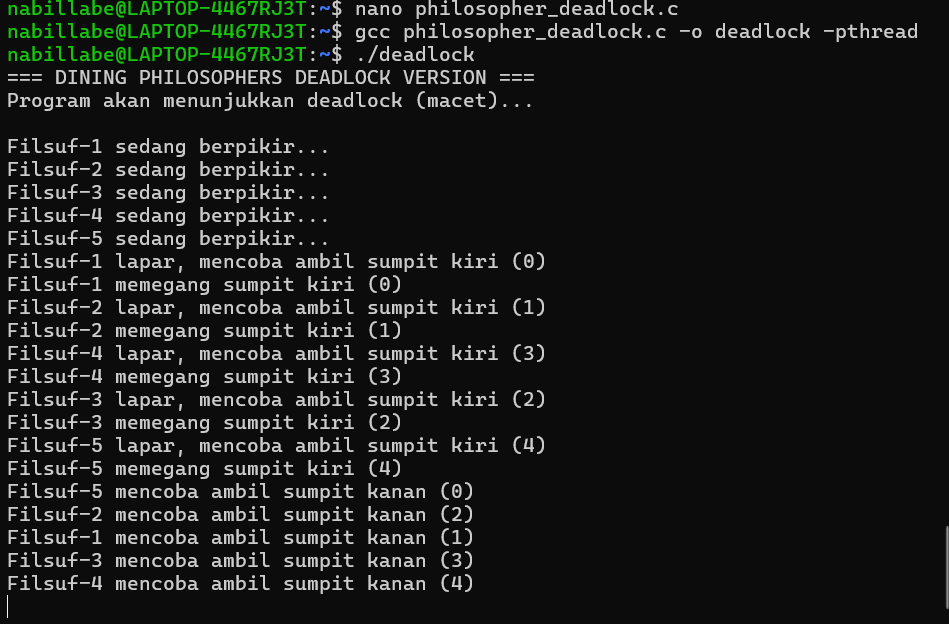 nabillabe@LAPTOP-4467RJ3T:~$ nano philosopher_deadlock.c
nabillabe@LAPTOP-4467RJ3T:~$ gcc philosopher_deadlock.c -o deadlock -pthread
nabillabe@LAPTOP-4467RJ3T:~$ ./deadlock
=== DINING PHILOSOPHERS DEADLOCK VERSION ===
Program akan menunjukkan deadlock (macet)...
Filsuf-1 sedang berpikir...
Filsuf-2 sedang berpikir...
Filsuf-3 sedang berpikir...
Filsuf-4 sedang berpikir...
Filsuf-5 sedang berpikir...
Filsuf-1 lapar, mencoba ambil sumpit kiri (0)
Filsuf-1 memegang sumpit kiri (0)
Filsuf-2 lapar, mencoba ambil sumpit kiri (1)
Filsuf-2 memegang sumpit kiri (1)
Filsuf-4 lapar, mencoba ambil sumpit kiri (3)
Filsuf-4 memegang sumpit kiri (3)
Filsuf-3 lapar, mencoba ambil sumpit kiri (2)
Filsuf-3 memegang sumpit kiri (2)
Filsuf-5 lapar, mencoba ambil sumpit kiri (4)
Filsuf-5 memegang sumpit kiri (4)
Filsuf-5 mencoba ambil sumpit kanan (0)
Filsuf-2 mencoba ambil sumpit kanan (2)
Filsuf-1 mencoba ambil sumpit kanan (1)
Filsuf-3 mencoba ambil sumpit kanan (3)
Filsuf-4 mencoba ambil sumpit kanan (4)